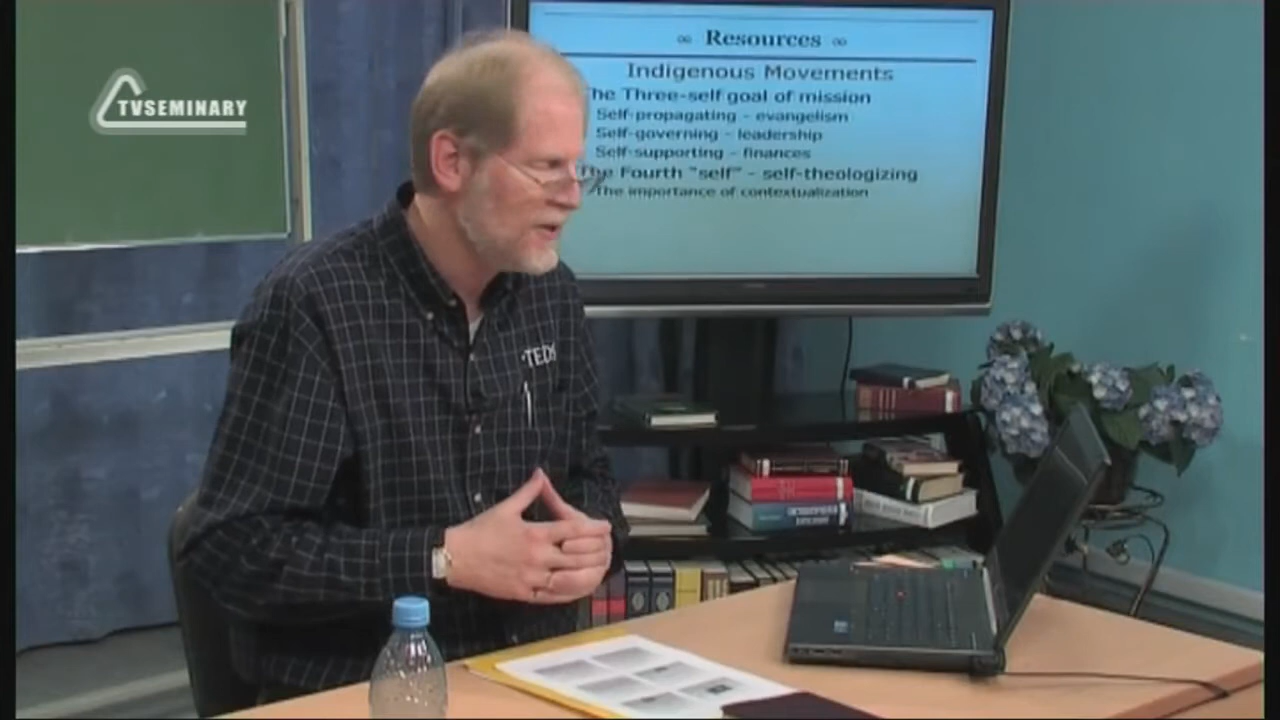 TVSEMINARY
Resources
Indigenous Movements
The Three-self goal of mission
Self-propagating – evangelism
Self-governing – leadership
Self-supporting – finances
The Fourth "self" – self-theologizing
The importance of contextualization
TEDS